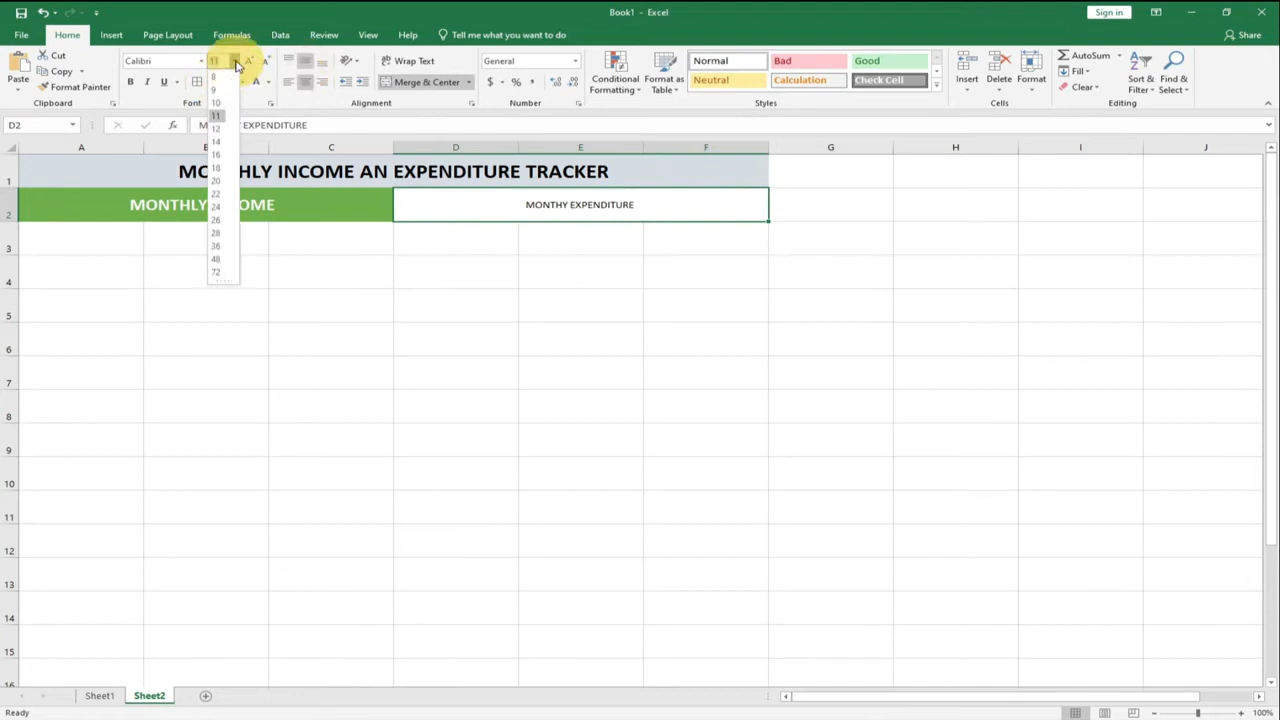 Book1 - Excel
Sign in
File Home Insert Page Layout Formulas Data Review View Help Tell me what you want to do Share
Paste Cut Copy Format Painter Clipboard
Calibri 11 B I U Font
Wrap Text Merge & Center Alignment
General $ % , Number
Conditional Formatting Format as Table
Normal Bad Good
Neutral Calculation Check Cell
Styles
Insert Delete Format Cells
AutoSum Fill Clear Sort & Filter Find & Select Editing
D2 fx EXPENDITURE
8
9
10
11
12
14
16
18
20
22
24
26
28
36
48
72
A C D E F G H I J
1 HLY INCOME AN EXPENDITURE TRACKER
2 MONTHLY OME MONTHY EXPENDITURE
3
4
5
6
7
8
9
10
11
12
13
14
15
16
Sheet1 Sheet2
Ready 100%